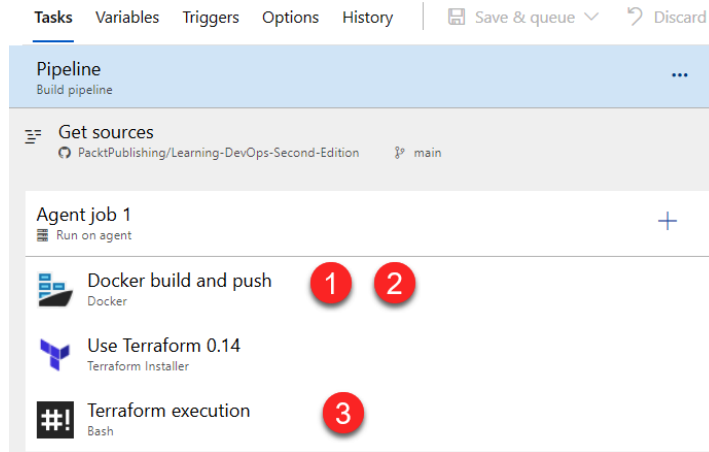 Tasks Variables Triggers Options History Save & queue Discard
Pipeline ...
Build pipeline
Get sources
PacktPublishing/Learning-DevOps-Second-Edition main
Agent job 1 +
Run on agent
Docker build and push 1 2
Docker
Use Terraform 0.14
Terraform Installer
#! Terraform execution 3
Bash